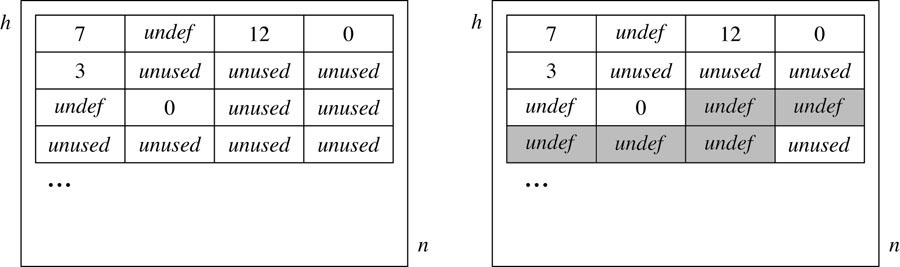 h 7 undef 12 0
3 unused unused unused
undef 0 unused unused
unused unused unused unused
...
n
h 7 undef 12 0
3 unused unused unused
undef 0 undef undef
undef undef undef unused
...
n